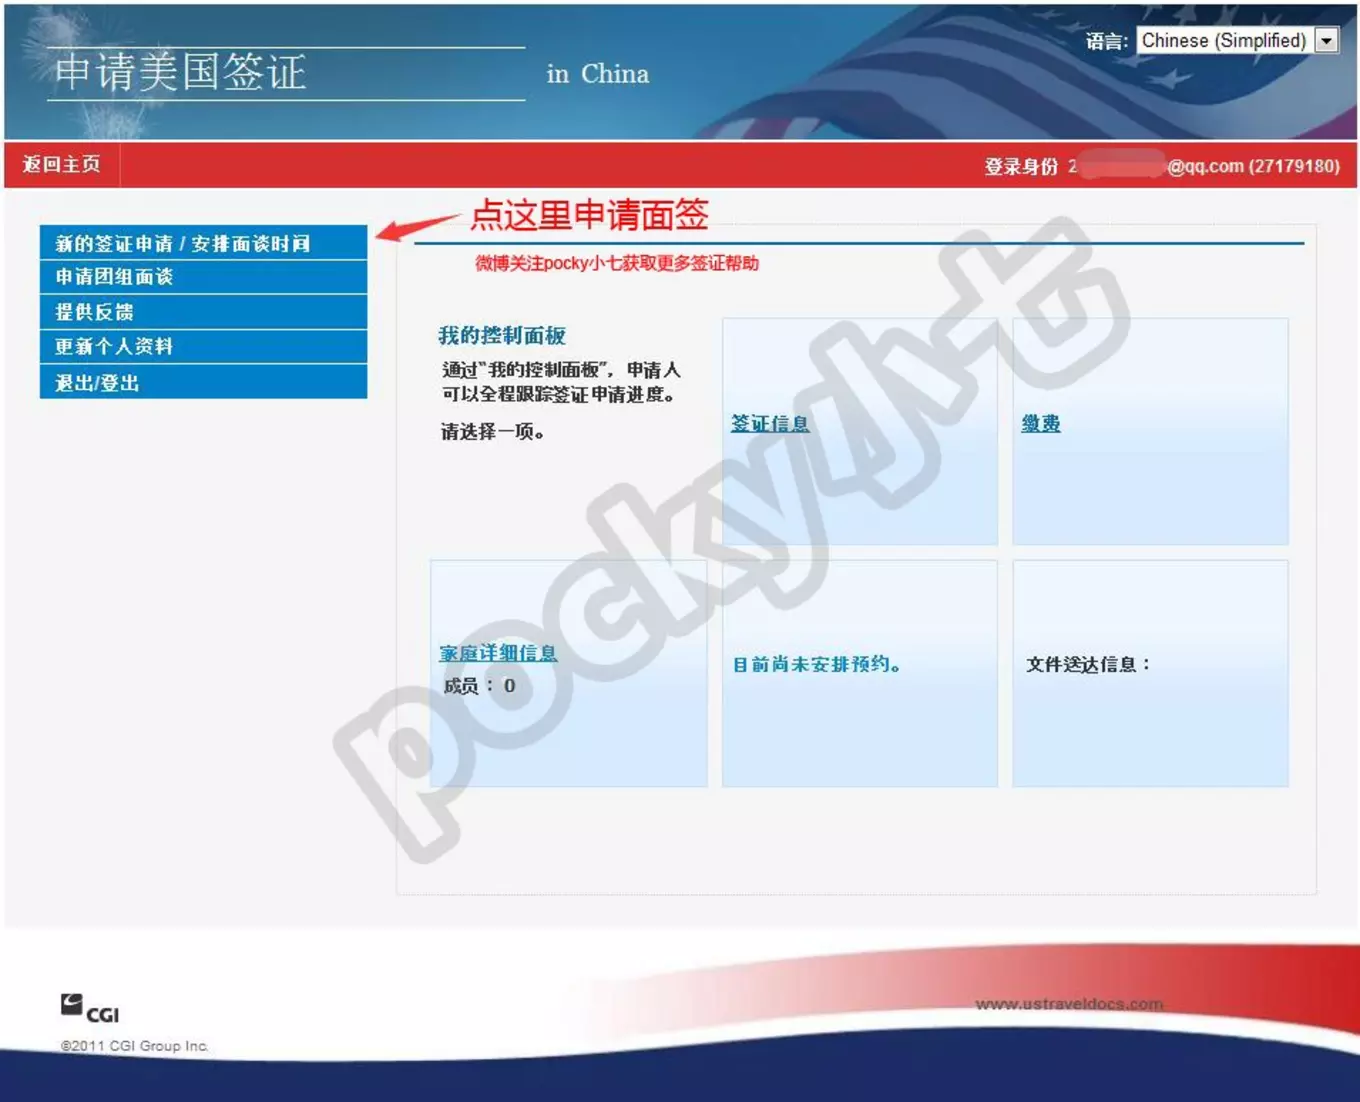 申请美国签证
in China
语言:
Chinese (Simplified)
返回主页
登录身份 2 @qq.com (27179180)
点这里申请面签
微博关注pocky小七获取更多签证帮助
新的签证申请 / 安排面谈时间
申请团组面谈
提供反馈
更新个人资料
退出/登出
我的控制面板
通过“我的控制面板”，申请人
可以全程跟踪签证申请进度。
请选择一项。
签证信息
缴费
家庭详细信息
成员： 0
目前尚未安排预约。
文件送达信息：
pocky小七
CGI
©2011 CGI Group Inc.
www.ustraveldocs.com